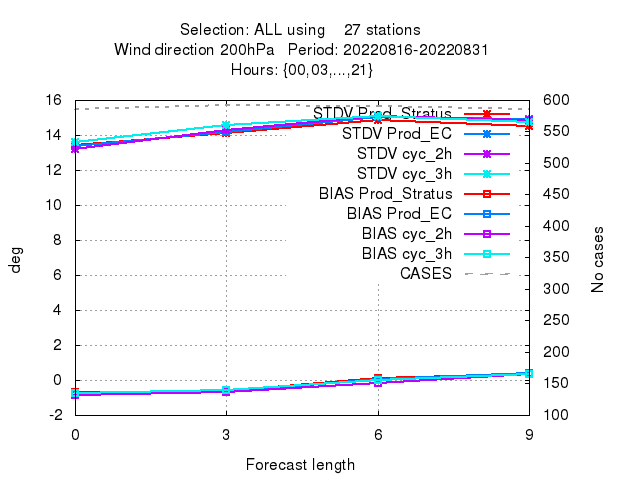 Selection: ALL using 27 stations
Wind direction 200hPa Period: 20220816-20220831
Hours: {00,03,...,21}
16
14
12
10
8
6
4
2
0
-2
deg
STDV Prod_Stratus
STDV Prod_EC
STDV cyc_2h
STDV cyc_3h
BIAS Prod_Stratus
BIAS Prod_EC
BIAS cyc_2h
BIAS cyc_3h
CASES
600
550
500
450
400
350
300
250
200
150
100
No cases
0 3 6 9
Forecast length